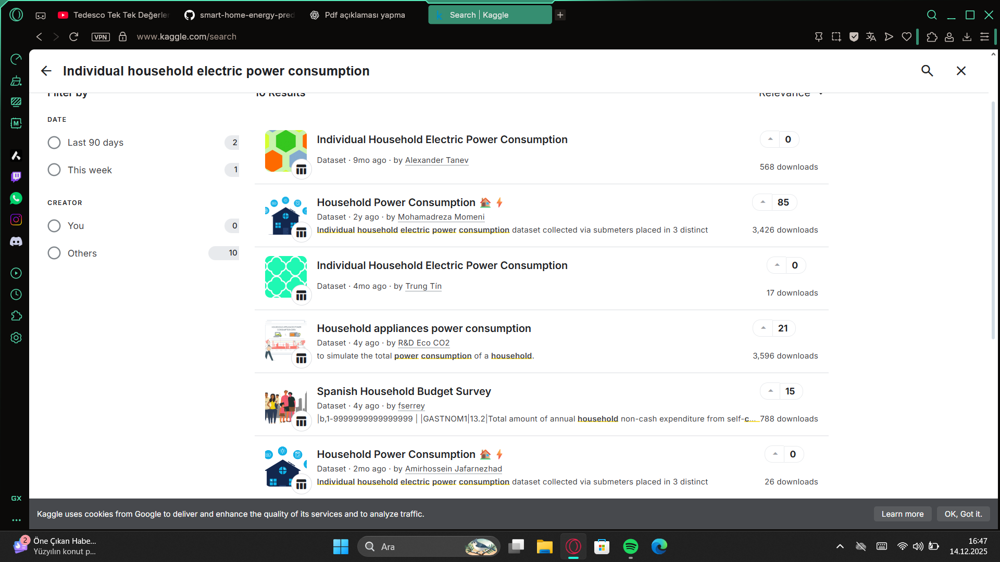 Tedesco Tek Tek Değerler
smart-home-energy-pred
Pdf açıklaması yapma
Search | Kaggle
VPN
www.kaggle.com/search
Individual household electric power consumption
Filter by
10 Results
Relevance
DATE
Last 90 days 2
This week 1
CREATOR
You 0
Others 10
Individual Household Electric Power Consumption
0
Dataset · 9mo ago · by Alexander Tanev
568 downloads
Household Power Consumption
85
Dataset · 2y ago · by Mohamadreza Momeni
Individual household electric power consumption dataset collected via submeters placed in 3 distinct
3,426 downloads
Individual Household Electric Power Consumption
0
Dataset · 4mo ago · by Trung Tín
17 downloads
Household appliances power consumption
21
Dataset · 4y ago · by R&D Eco CO2
to simulate the total power consumption of a household.
3,596 downloads
Spanish Household Budget Survey
15
Dataset · 4y ago · by fserrey
|b,1-9999999999999999 | |GASTNOM1|13.2|Total amount of annual household non-cash expenditure from self-c...
788 downloads
Household Power Consumption
0
Dataset · 2mo ago · by Amirhossein Jafarnezhad
Individual household electric power consumption dataset collected via submeters placed in 3 distinct
26 downloads
GX
Kaggle uses cookies from Google to deliver and enhance the quality of its services and to analyze traffic.
Learn more
OK, Got it.
2
Öne Çıkan Habe...
Yüzyılın konut p...
Ara
16:47
14.12.2025